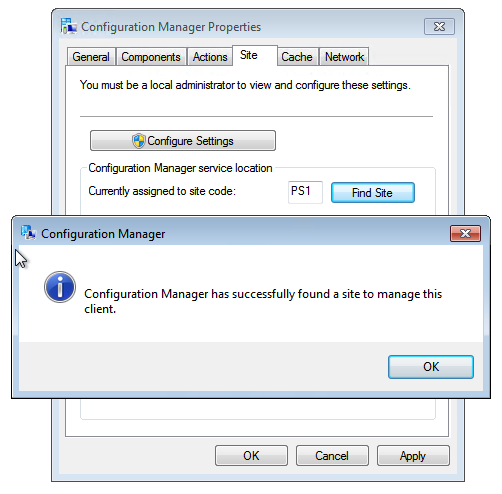 Configuration Manager Properties
General Components Actions Site Cache Network
You must be a local administrator to view and configure these settings.
Configure Settings
Configuration Manager service location
Currently assigned to site code: PS1 Find Site
Configuration Manager
Configuration Manager has successfully found a site to manage this
client.
OK
OK Cancel Apply